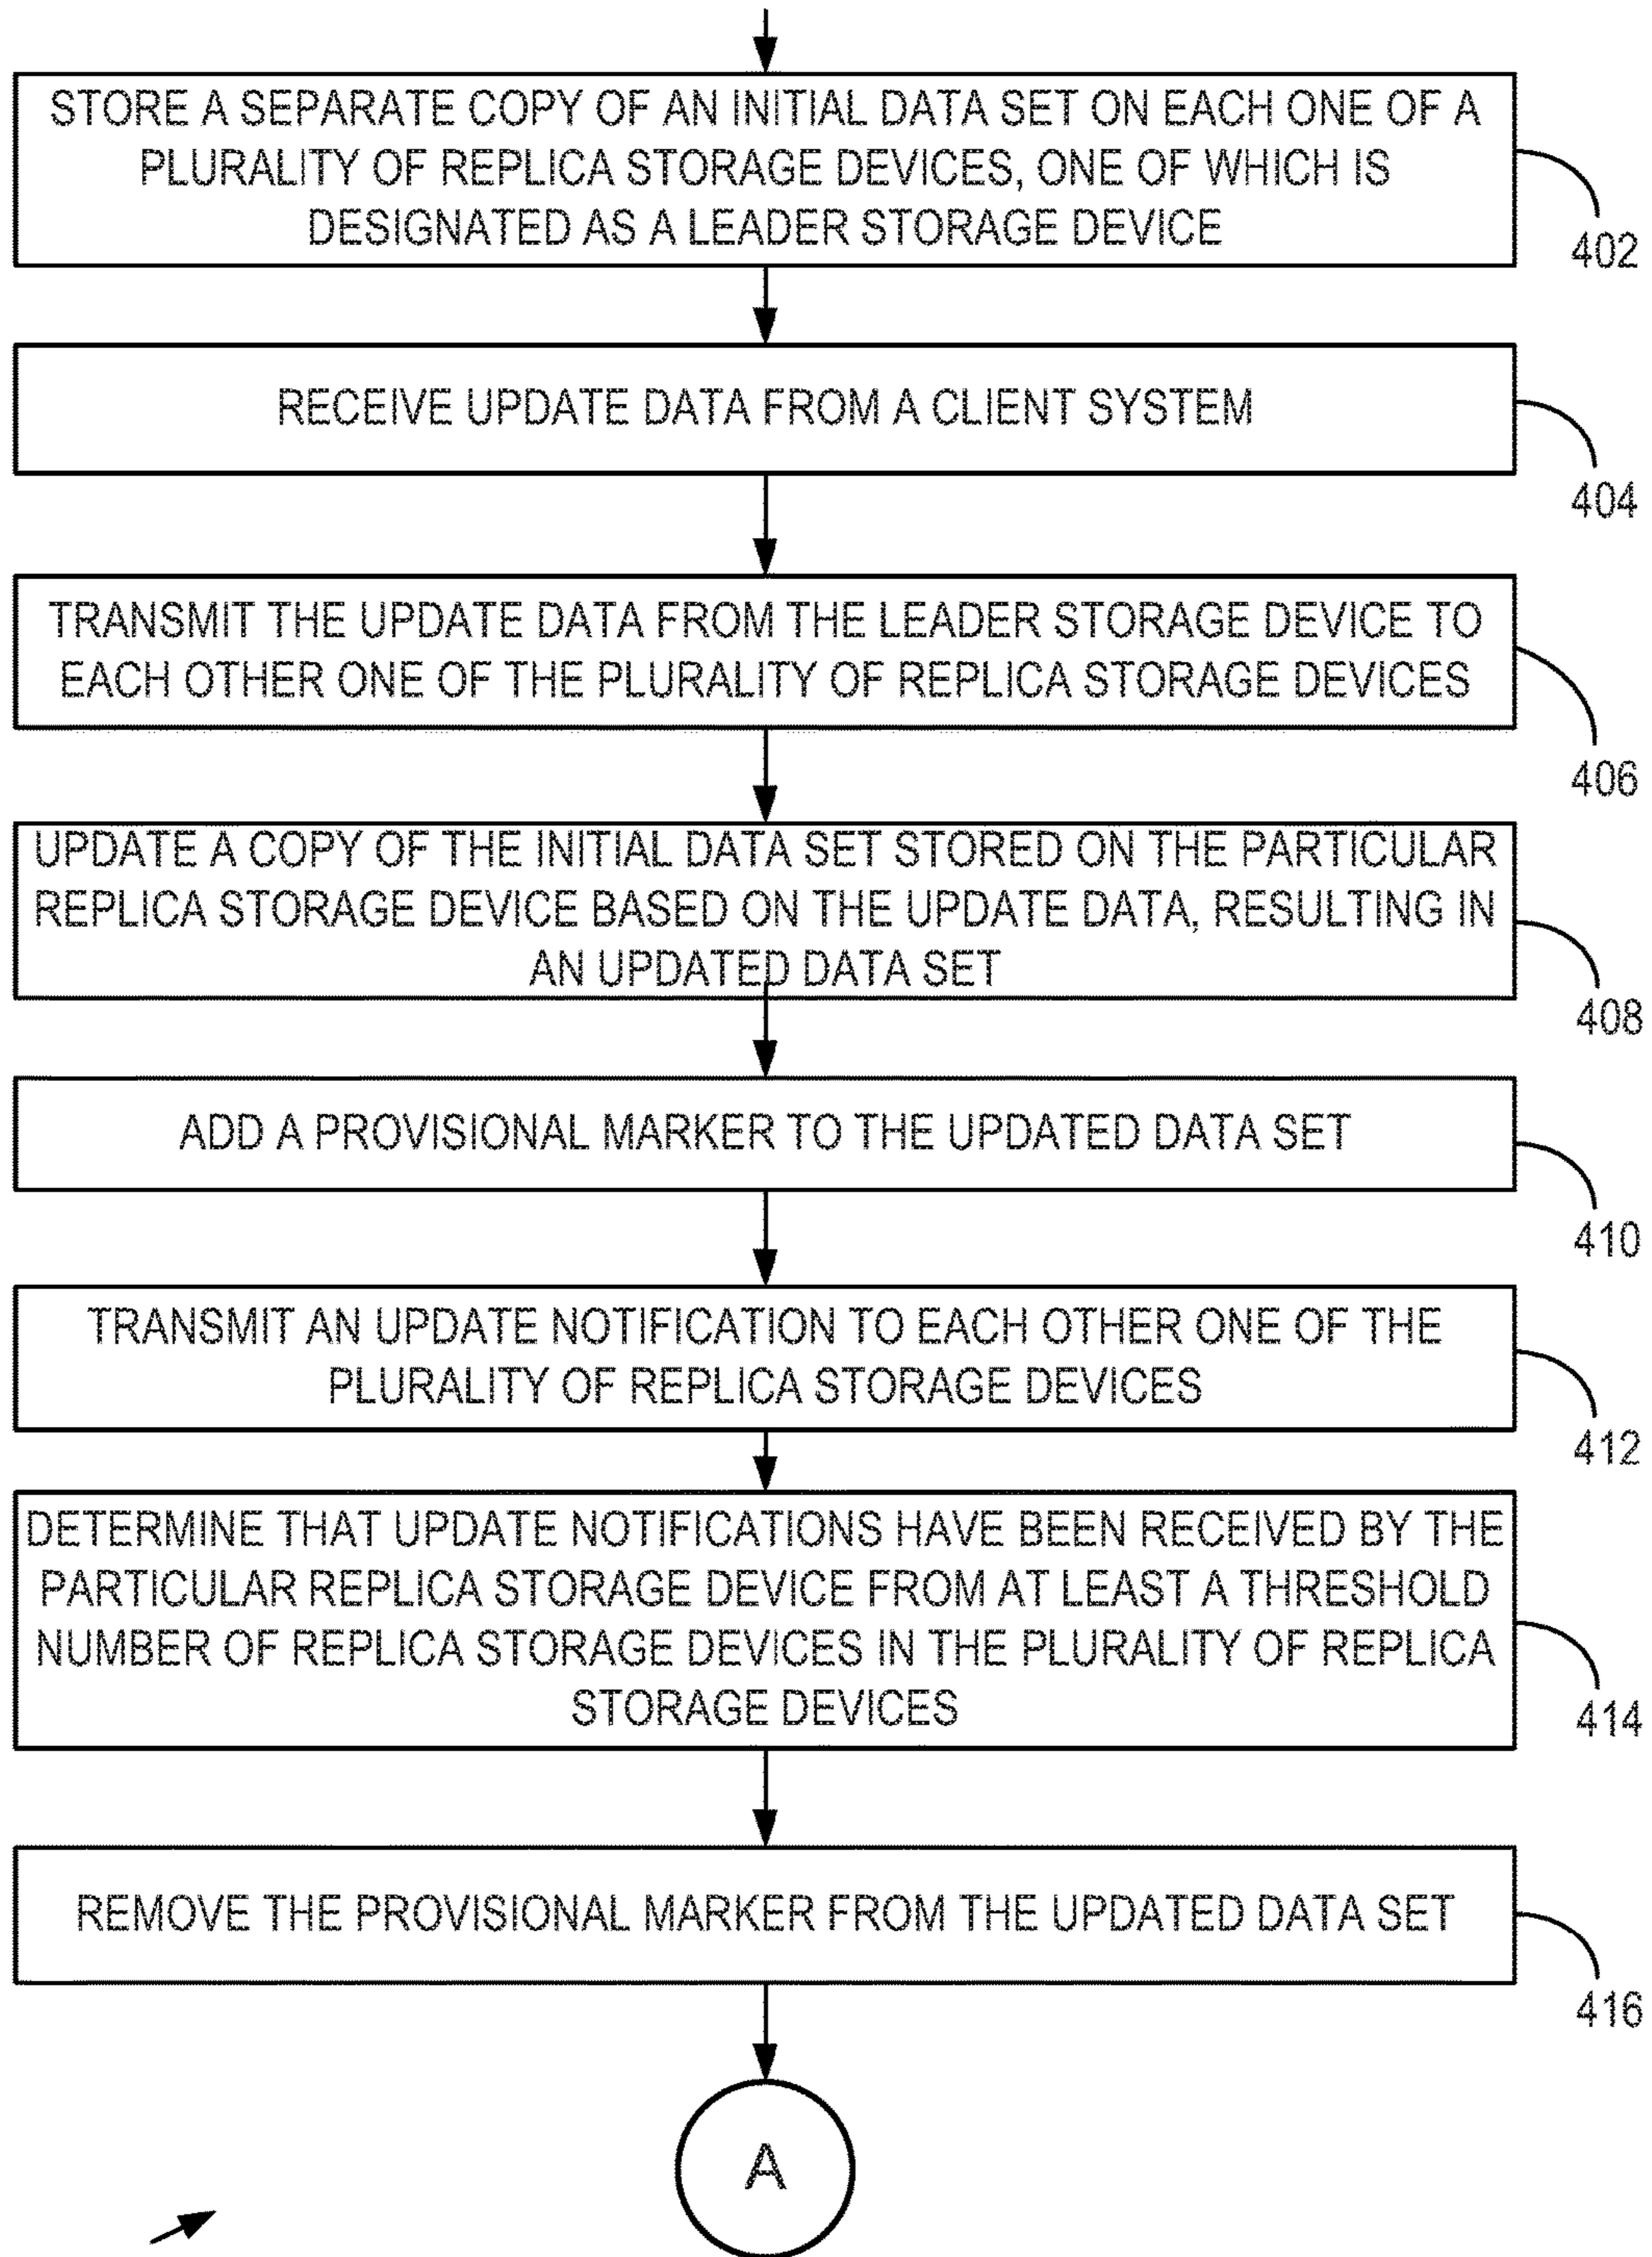 STORE A SEPARATE COPY OF AN INITIAL DATA SET ON EACH ONE OF A
PLURALITY OF REPLICA STORAGE DEVICES, ONE OF WHICH IS
DESIGNATED AS A LEADER STORAGE DEVICE
402
RECEIVE UPDATE DATA FROM A CLIENT SYSTEM
404
TRANSMIT THE UPDATE DATA FROM THE LEADER STORAGE DEVICE TO
EACH OTHER ONE OF THE PLURALITY OF REPLICA STORAGE DEVICES
406
UPDATE A COPY OF THE INITIAL DATA SET STORED ON THE PARTICULAR
REPLICA STORAGE DEVICE BASED ON THE UPDATE DATA, RESULTING IN
AN UPDATED DATA SET
408
ADD A PROVISIONAL MARKER TO THE UPDATED DATA SET
410
TRANSMIT AN UPDATE NOTIFICATION TO EACH OTHER ONE OF THE
PLURALITY OF REPLICA STORAGE DEVICES
412
DETERMINE THAT UPDATE NOTIFICATIONS HAVE BEEN RECEIVED BY THE
PARTICULAR REPLICA STORAGE DEVICE FROM AT LEAST A THRESHOLD
NUMBER OF REPLICA STORAGE DEVICES IN THE PLURALITY OF REPLICA
STORAGE DEVICES
414
REMOVE THE PROVISIONAL MARKER FROM THE UPDATED DATA SET
416
A